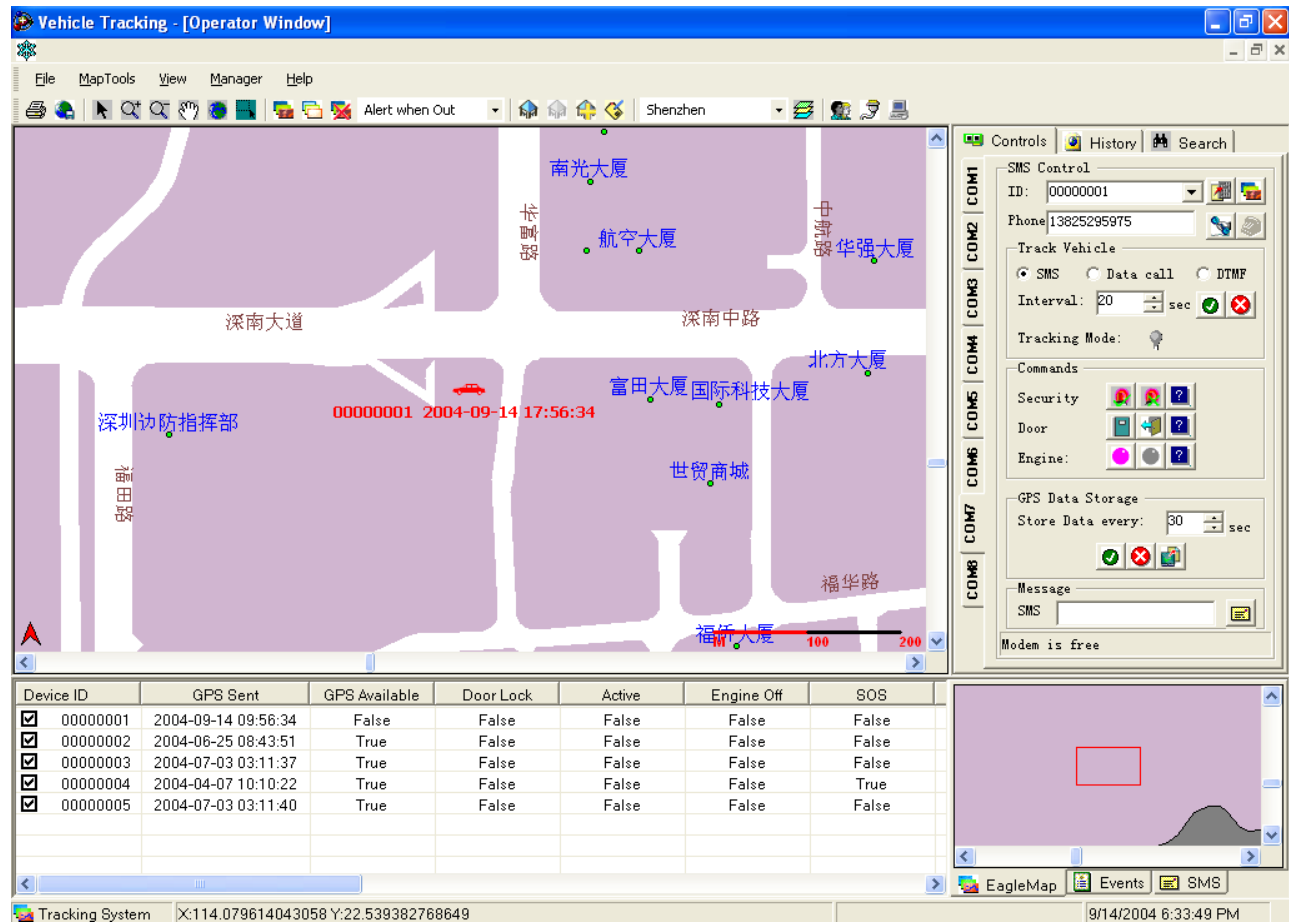 Vehicle Tracking - [Operator Window]
File MapTools View Manager Help
Alert when Out Shenzhen
南光大厦
华富路
中航路
航空大厦
华强大厦
深南大道
深南中路
北方大厦
富田大厦
国际科技大厦
00000001 2004-09-14 17:56:34
深圳边防指挥部
世贸商城
福田路
福华路
福侨大厦
M 100 200
Controls History Search
COM1
COM2
COM3
COM4
COM5
COM6
COM7
COM8
SMS Control
ID: 00000001
Phone 13825295975
Track Vehicle
SMS Data call DTMF
Interval: 20 sec
Tracking Mode:
Commands
Security
Door
Engine:
GPS Data Storage
Store Data every: 30 sec
Message
SMS
Modem is free
Device ID GPS Sent GPS Available Door Lock Active Engine Off SOS
00000001 2004-09-14 09:56:34 False False False False False
00000002 2004-06-25 08:43:51 True False False False False
00000003 2004-07-03 03:11:37 True False False False False
00000004 2004-04-07 10:10:22 True False False False True
00000005 2004-07-03 03:11:40 True False False False False
EagleMap Events SMS
Tracking System X:114.079614043058 Y:22.539382768649 9/14/2004 6:33:49 PM